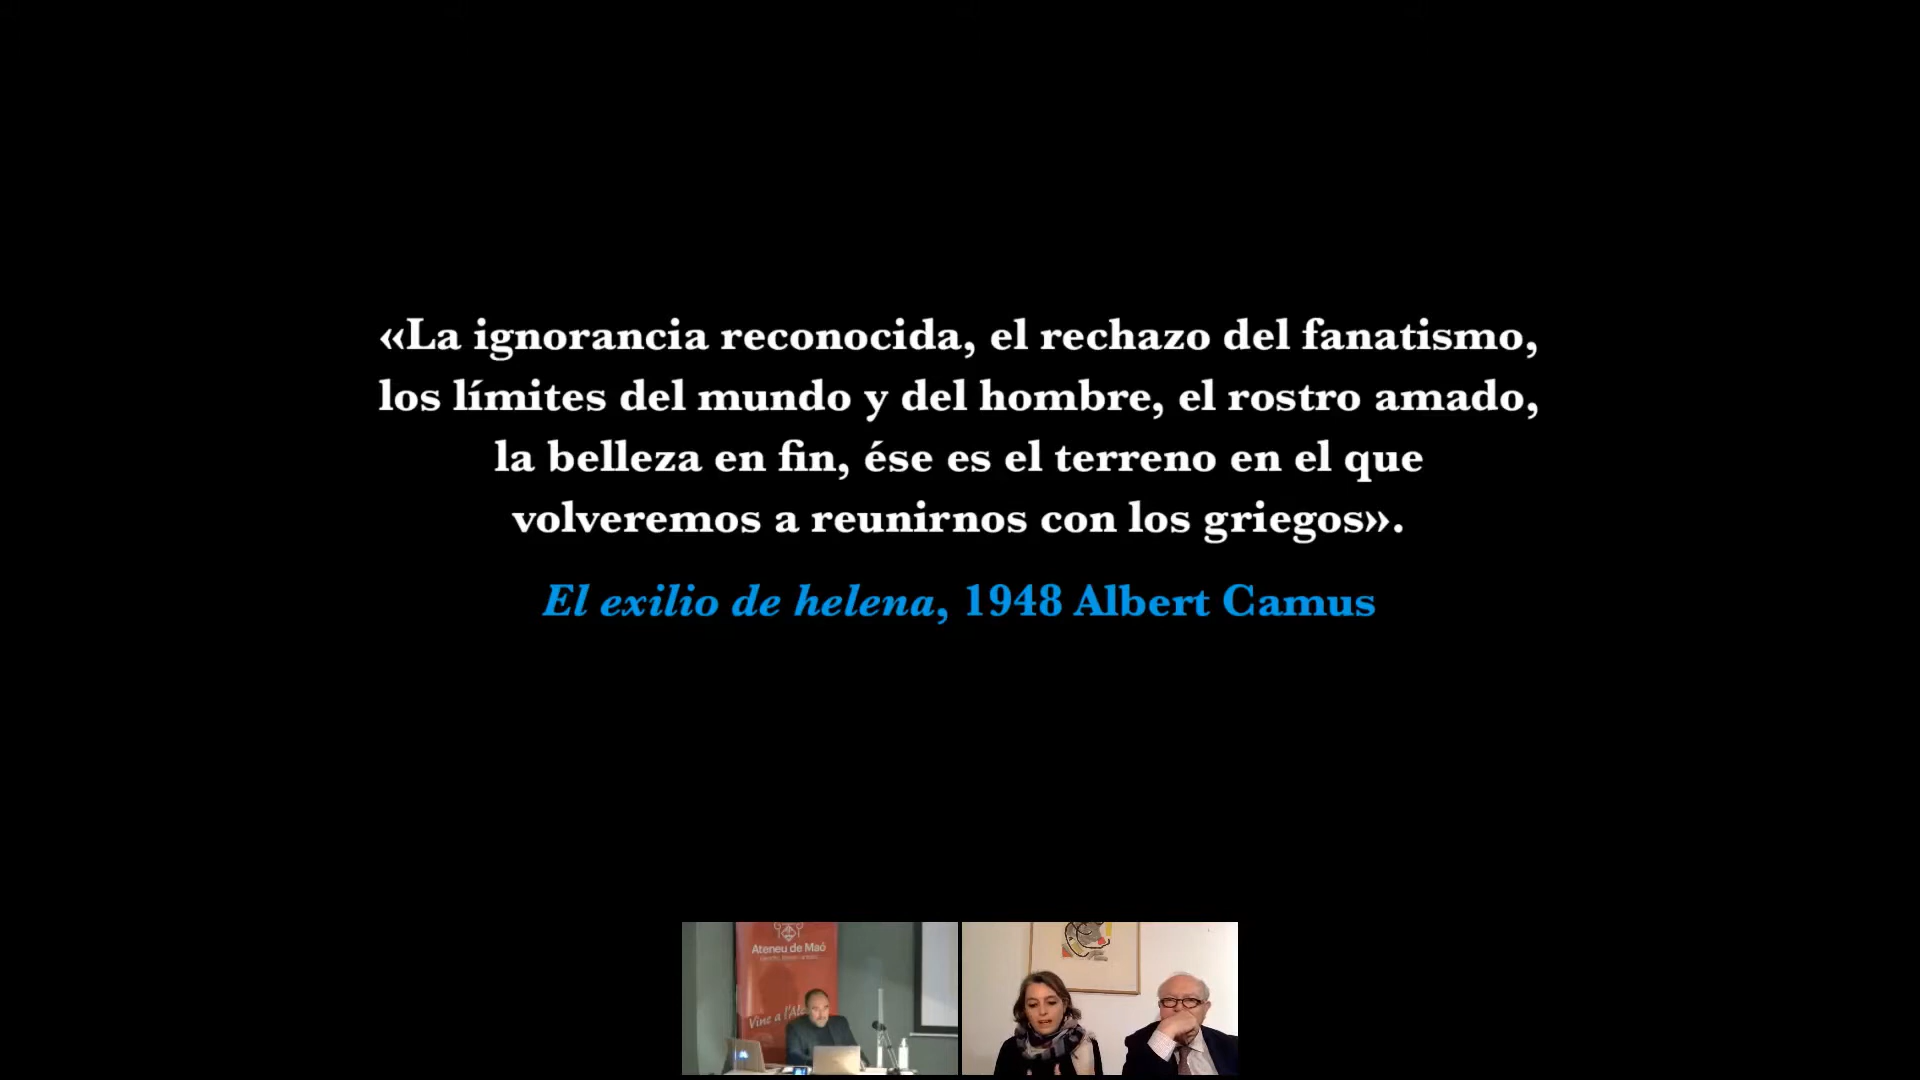 «La ignorancia reconocida, el rechazo del fanatismo,
los límites del mundo y del hombre, el rostro amado,
la belleza en fin, ése es el terreno en el que
volveremos a reunirnos con los griegos».
El exilio de helena, 1948 Albert Camus
Ateneu de Maó
Vine a l'Ate